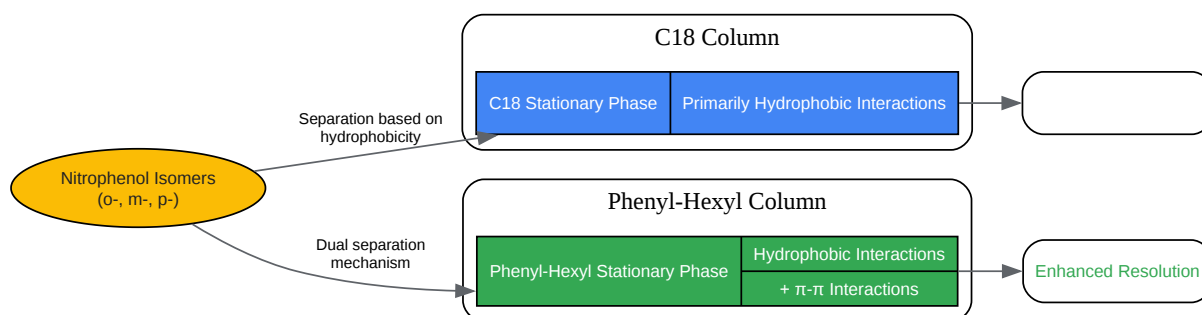 C18 Column
C18 Stationary Phase
Primarily Hydrophobic Interactions
Separation based on
hydrophobicity
Nitrophenol Isomers
(o-, m-, p-)
Phenyl-Hexyl Column
Dual separation
mechanism
Phenyl-Hexyl Stationary Phase
Hydrophobic Interactions
+ π-π Interactions
Enhanced Resolution